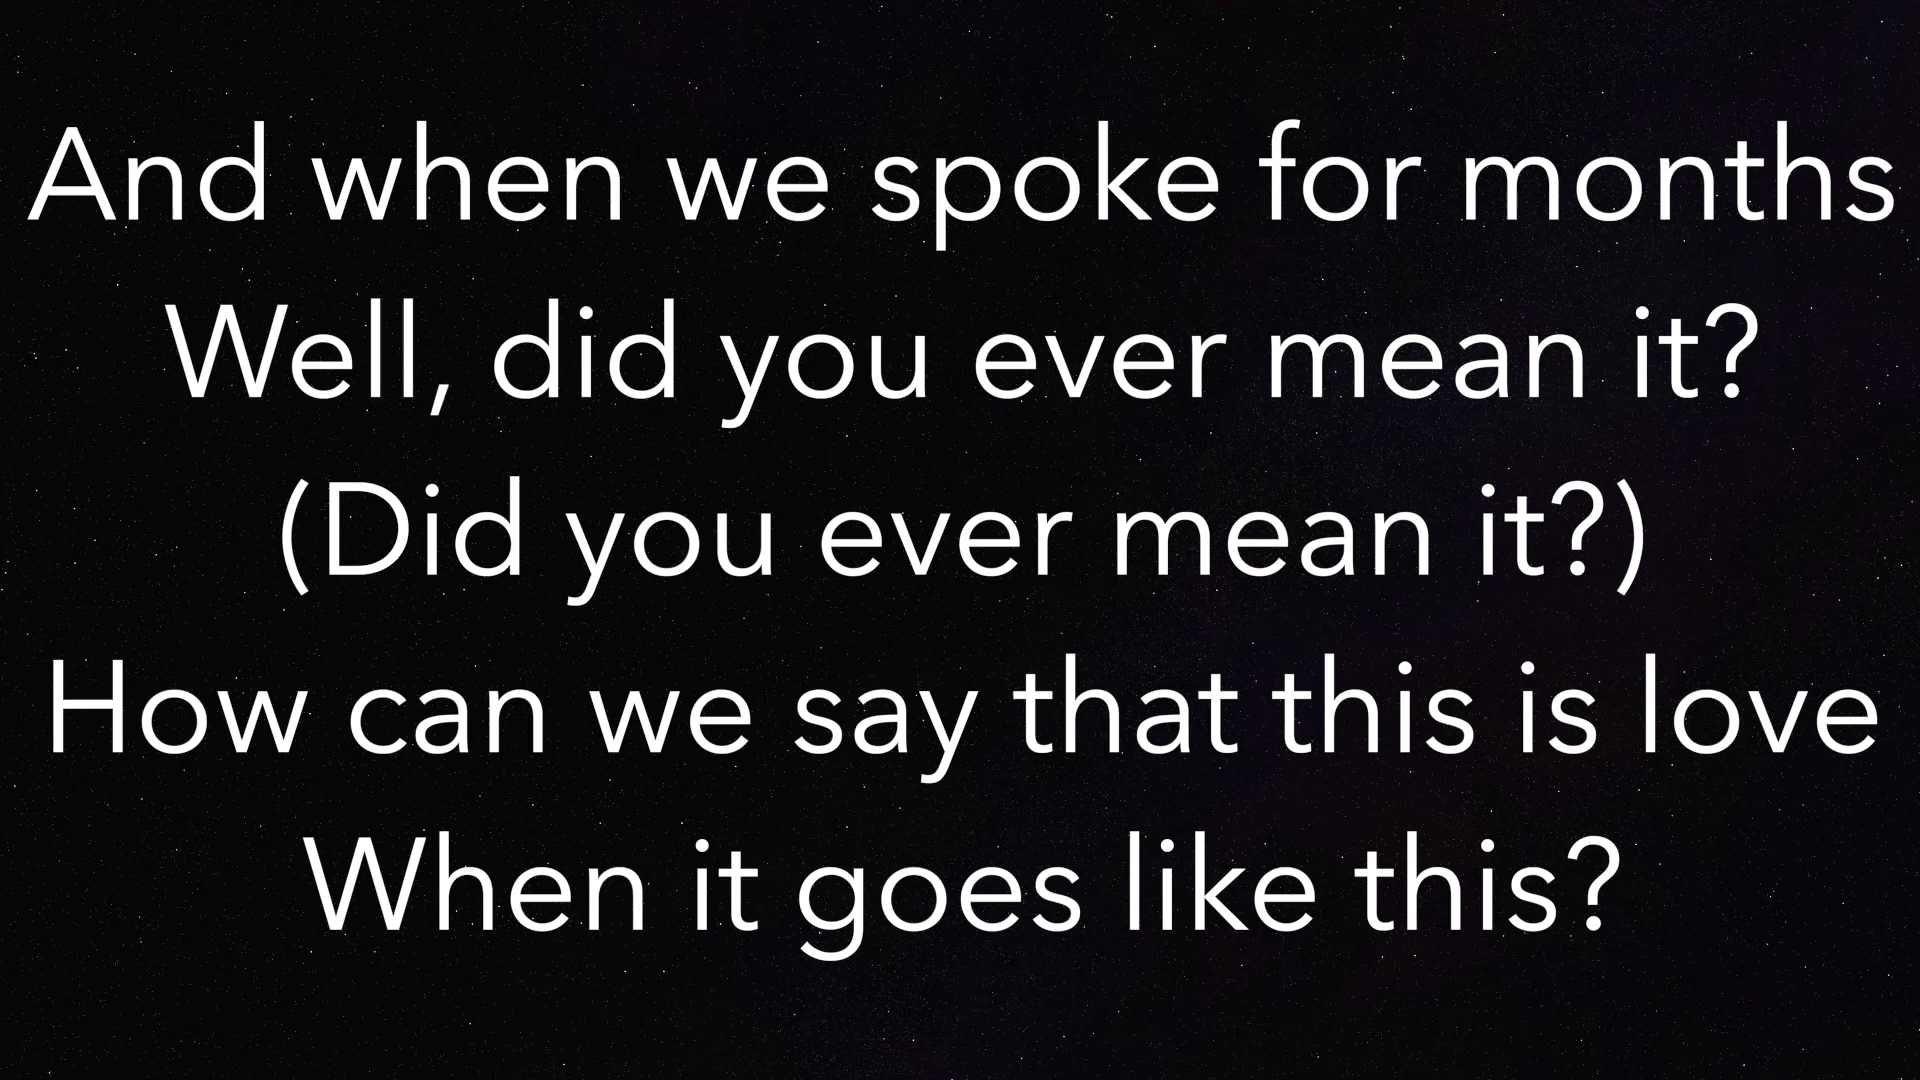 And when we spoke for months
Well, did you ever mean it?
(Did you ever mean it?)
How can we say that this is love
When it goes like this?